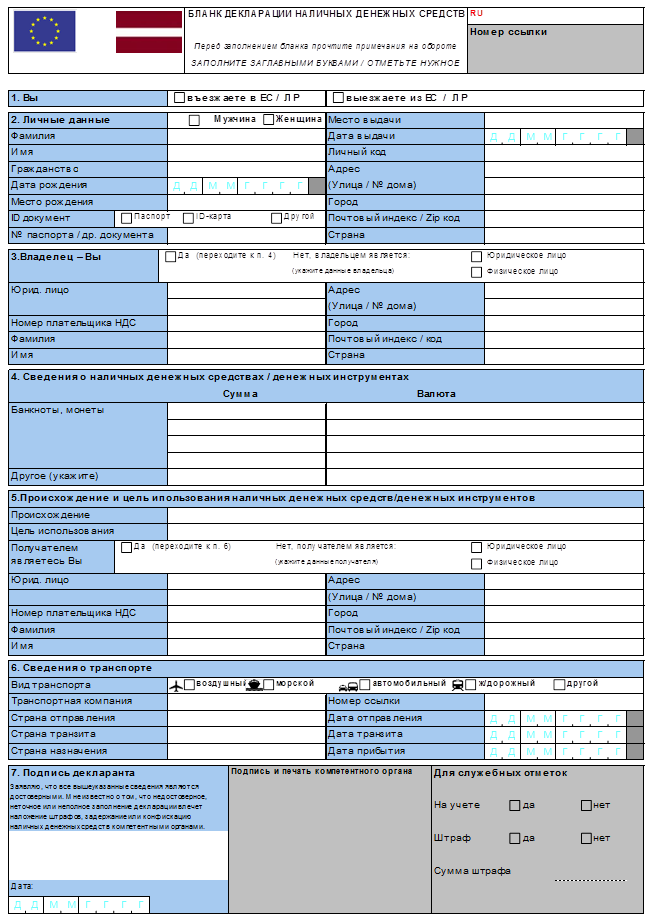 БЛАНК ДЕКЛАРАЦИИ НАЛИЧНЫХ ДЕНЕЖНЫХ СРЕДСТВ
RU
Номер ссылки
Перед заполнением бланка прочтите примечания на обороте
ЗАПОЛНИТЕ ЗАГЛАВНЫМИ БУКВАМИ / ОТМЕТЬТЕ НУЖНОЕ
1. Вы въезжаете в ЕС / ЛР выезжаете из ЕС / ЛР
2. Личные данные Мужчина Женщина Место выдачи
Фамилия Дата выдачи Д Д М М Г Г Г Г
Имя Личный код
Гражданство Адрес
Дата рождения Д Д М М Г Г Г Г (Улица / № дома)
Место рождения Город
ID документ Паспорт ID-карта Другой Почтовый индекс / Zip код
№ паспорта / др. документа Страна
3.Владелец – Вы Да (переходите к п. 4) Нет, владельцем является: Юридическое лицо
(укажите данные владельца) Физическое лицо
Юрид. лицо Адрес
(Улица / № дома)
Номер плательщика НДС Город
Фамилия Почтовый индекс / код
Имя Страна
4. Сведения о наличных денежных средствах / денежных инструментах
Сумма Валюта
Банкноты, монеты
Другое (укажите)
5.Происхождение и цель ипользования наличных денежных средств/денежных инструментов
Происхождение
Цель использования
Получателем Да (переходите к п. 6) Нет, получателем является: Юридическое лицо
являетесь Вы (укажите данные получателя) Физическое лицо
Юрид. лицо Адрес
(Улица / № дома)
Номер плательщика НДС Город
Фамилия Почтовый индекс / Zip код
Имя Страна
6. Сведения о транспорте
Вид транспорта воздушный морской автомобильный ж/дорожный другой
Транспортная компания Номер ссылки
Страна отправления Дата отправления Д Д М М Г Г Г Г
Страна транзита Дата транзита Д Д М М Г Г Г Г
Страна назначения Дата прибытия Д Д М М Г Г Г Г
7. Подпись декларанта Подпись и печать компетентного органа Для служебных отметок
Заявляю, что все вышеуказанные сведения являются
достоверными. Мне известно о том, что недостоверное,
неточное или неполное заполнение декларации влечет
наложение штрафов, задержание или конфискацию
наличных денежных средств компетентными органами.
На учете да нет
Штраф да нет
Сумма штрафа
Дата:
Д Д М М Г Г Г Г